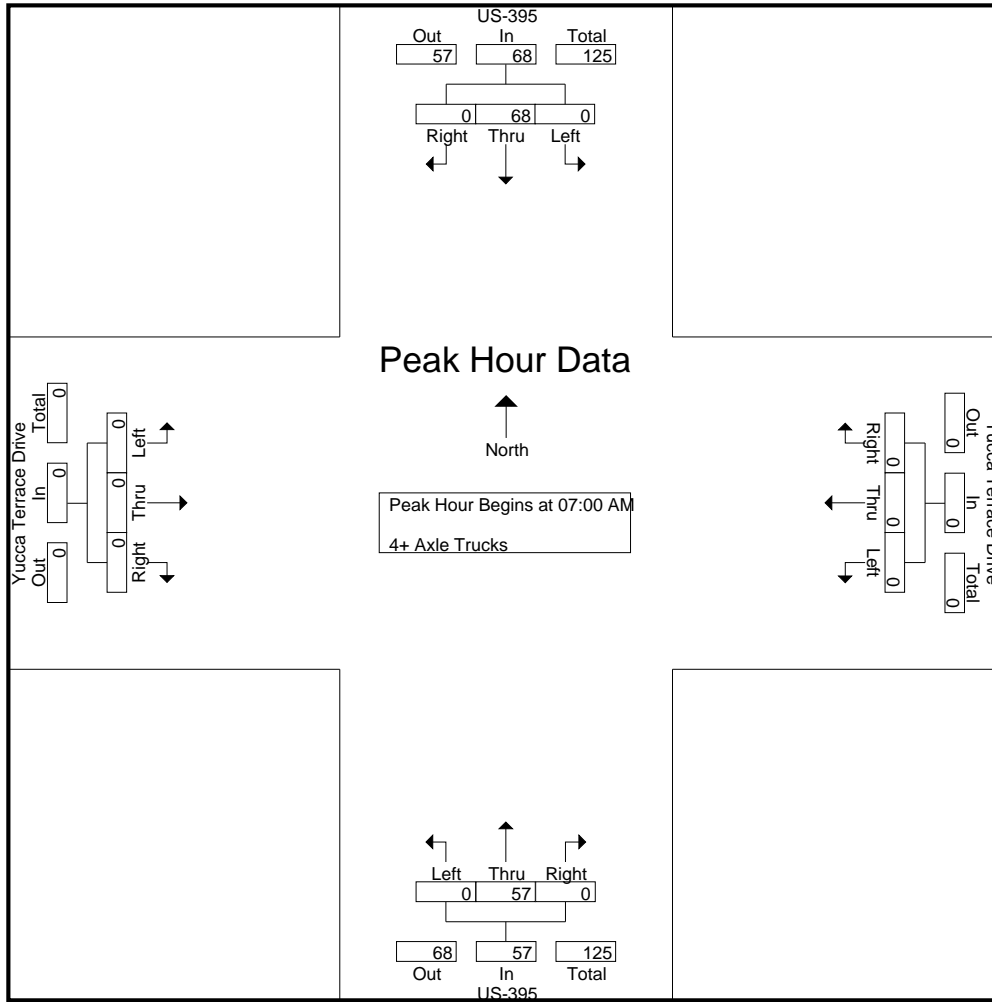 US-395
Out In Total
57 68 125
0 68 0
Right Thru Left
Peak Hour Data
North
Peak Hour Begins at 07:00 AM
4+ Axle Trucks
Yucca Terrace Drive
Out In Total
0 0 0
0 0 0
Left Thru Right
Yucca Terrace Drive
Out In Total
0 0 0
0 0 0
Right Thru Left
Left Thru Right
0 57 0
68 57 125
Out In Total
US-395